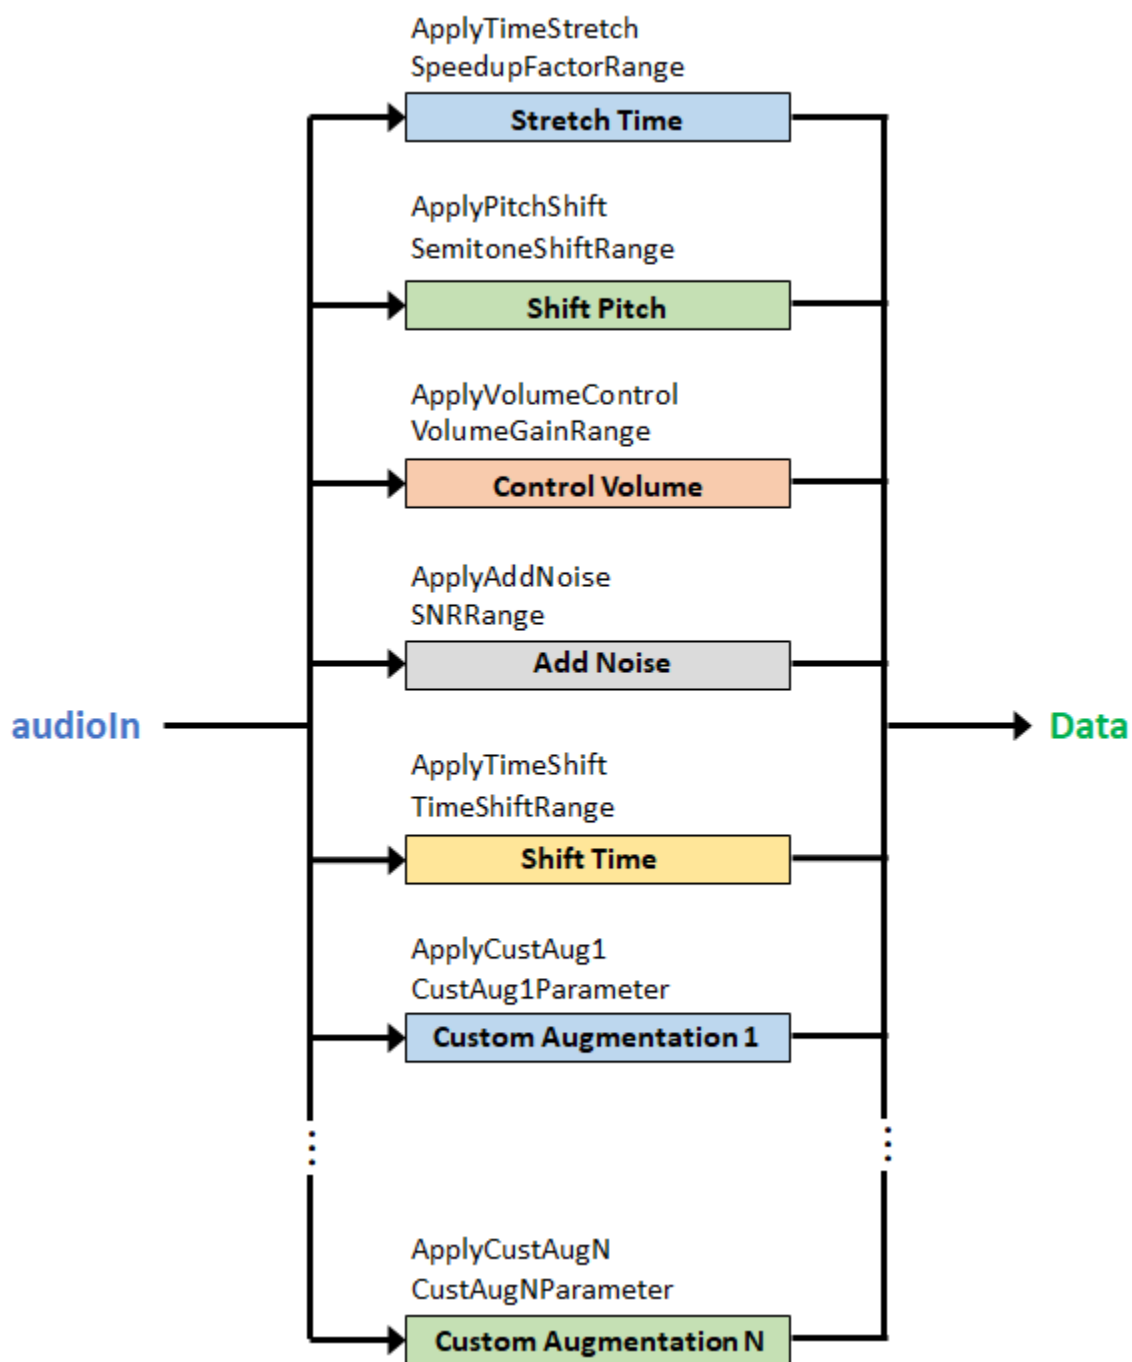 ApplyTimeStretch
SpeedupFactorRange
Stretch Time
ApplyPitchShift
SemitoneShiftRange
Shift Pitch
ApplyVolumeControl
VolumeGainRange
Control Volume
ApplyAddNoise
SNRRange
Add Noise
audioIn
Data
ApplyTimeShift
TimeShiftRange
Shift Time
ApplyCustAug1
CustAug1Parameter
Custom Augmentation 1
ApplyCustAugN
CustAugNParameter
Custom Augmentation N